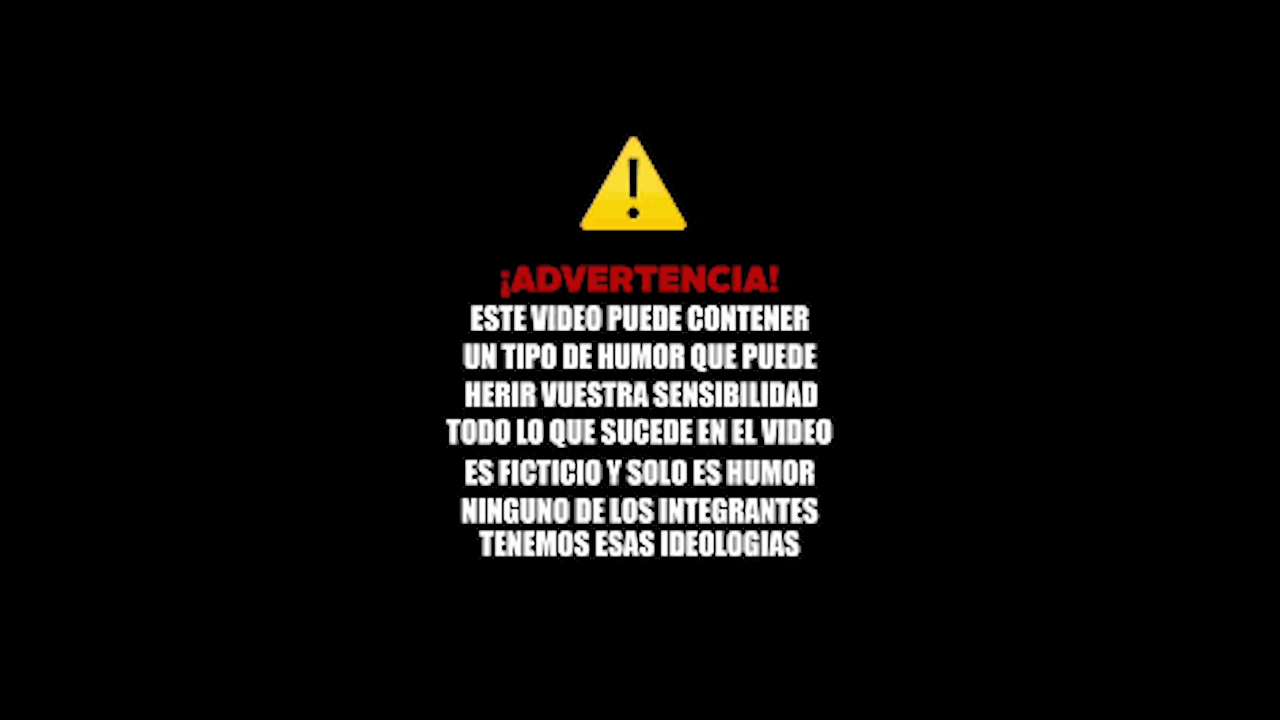 ¡ADVERTENCIA!
ESTE VIDEO PUEDE CONTENER
UN TIPO DE HUMOR QUE PUEDE
HERIR VUESTRA SENSIBILIDAD
TODO LO QUE SUCEDE EN EL VIDEO
ES FICTICIO Y SOLO ES HUMOR
NINGUNO DE LOS INTEGRANTES
TENEMOS ESAS IDEOLOGIAS